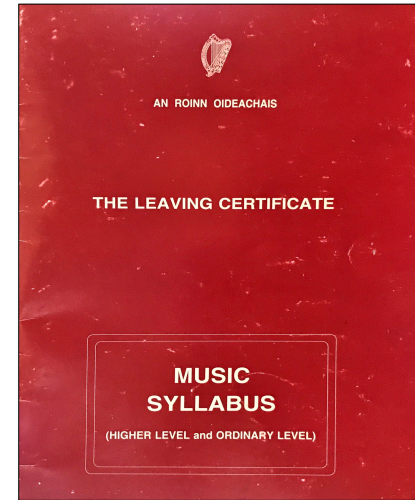 AN ROINN OIDEACHAIS
THE LEAVING CERTIFICATE
MUSIC
SYLLABUS
(HIGHER LEVEL and ORDINARY LEVEL)